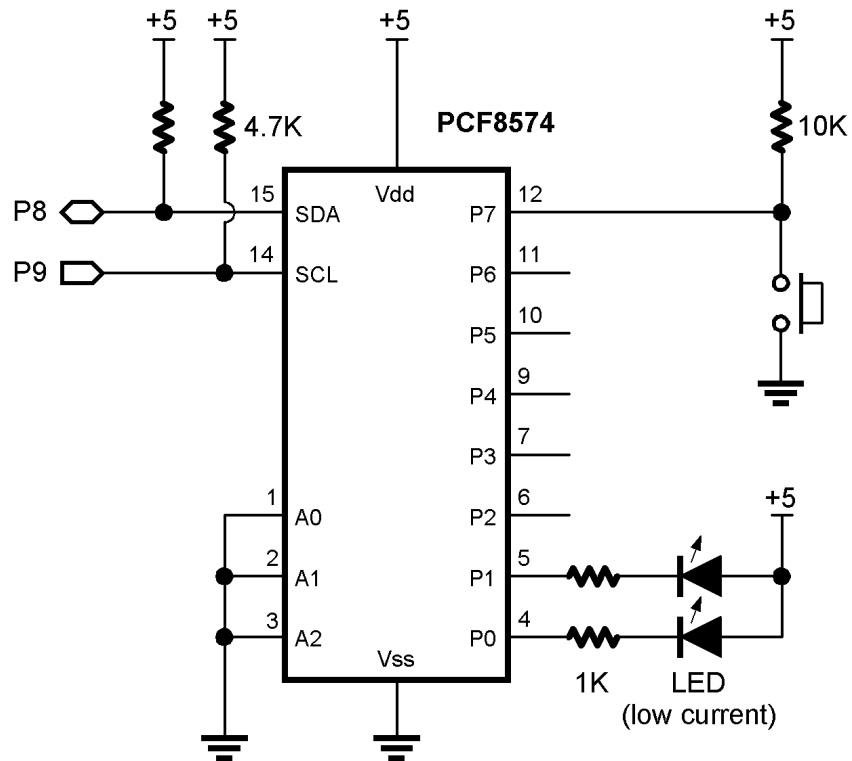 +5
+5
+5
+5
4.7K
PCF8574
10K
P8
15
SDA
Vdd
P7
12
P9
14
SCL
P6
11
P5
10
P4
9
P3
7
1
A0
P2
6
+5
2
A1
P1
5
3
A2
P0
4
Vss
1K
LED
(low current)